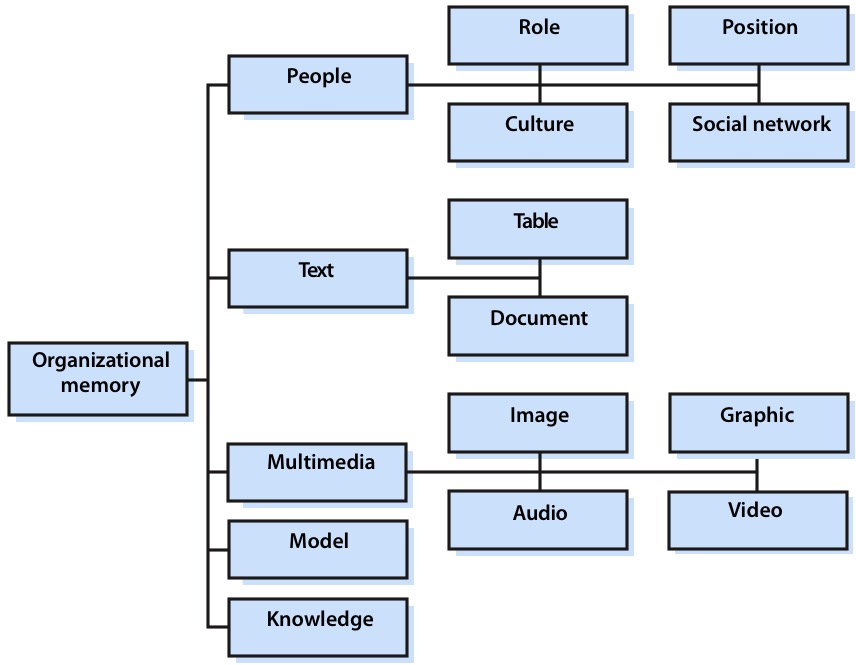 Role
Position
People
Culture
Social network
Table
Text
Document
Organizational
memory
Image
Graphic
Multimedia
Audio
Video
Model
Knowledge